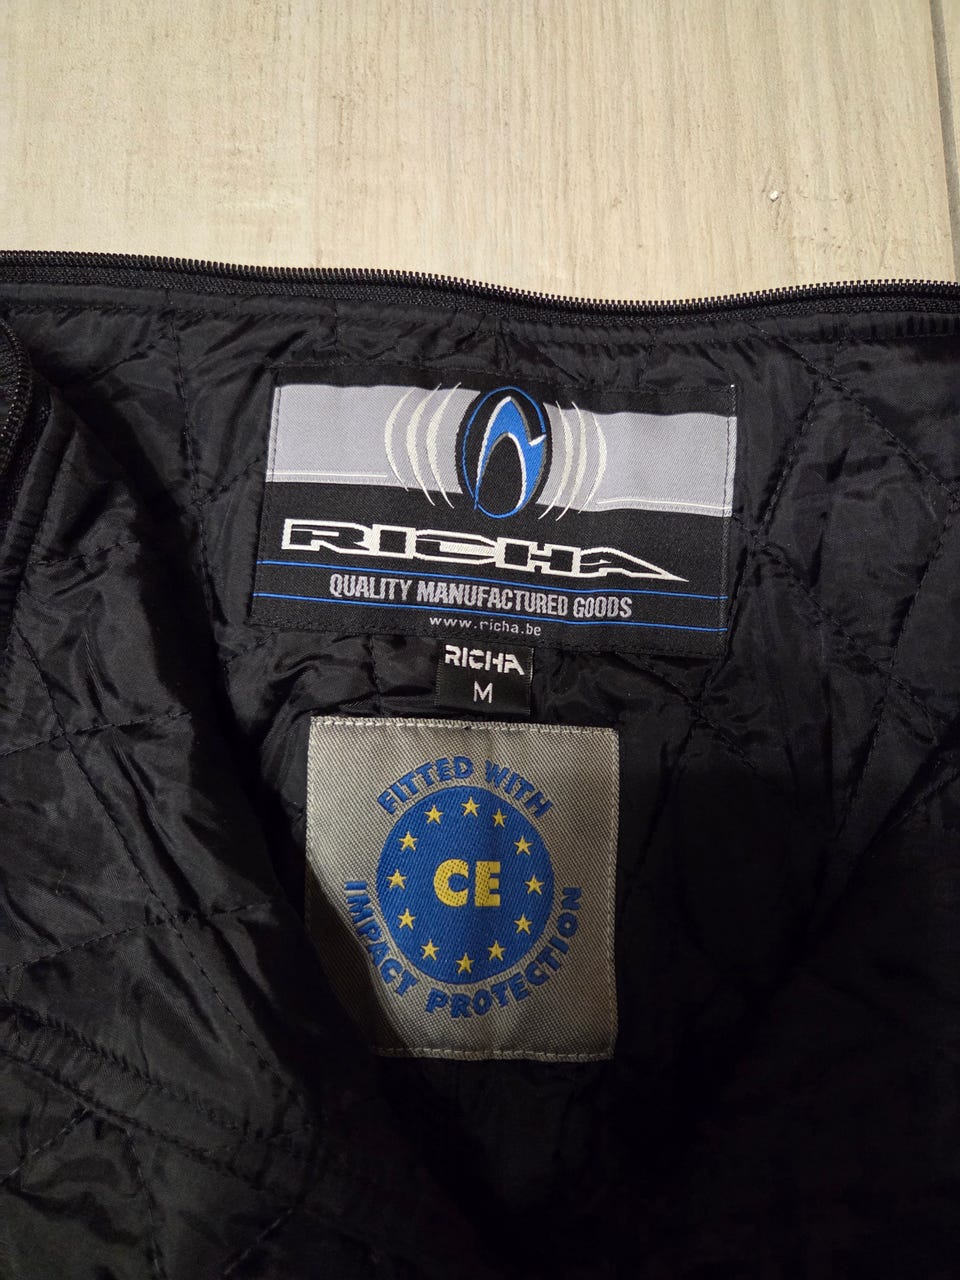 RICHA
QUALITY MANUFACTURED GOODS
www.richa.be
RICHA
M
FITTED WITH
CE
IMPACT PROTECTION